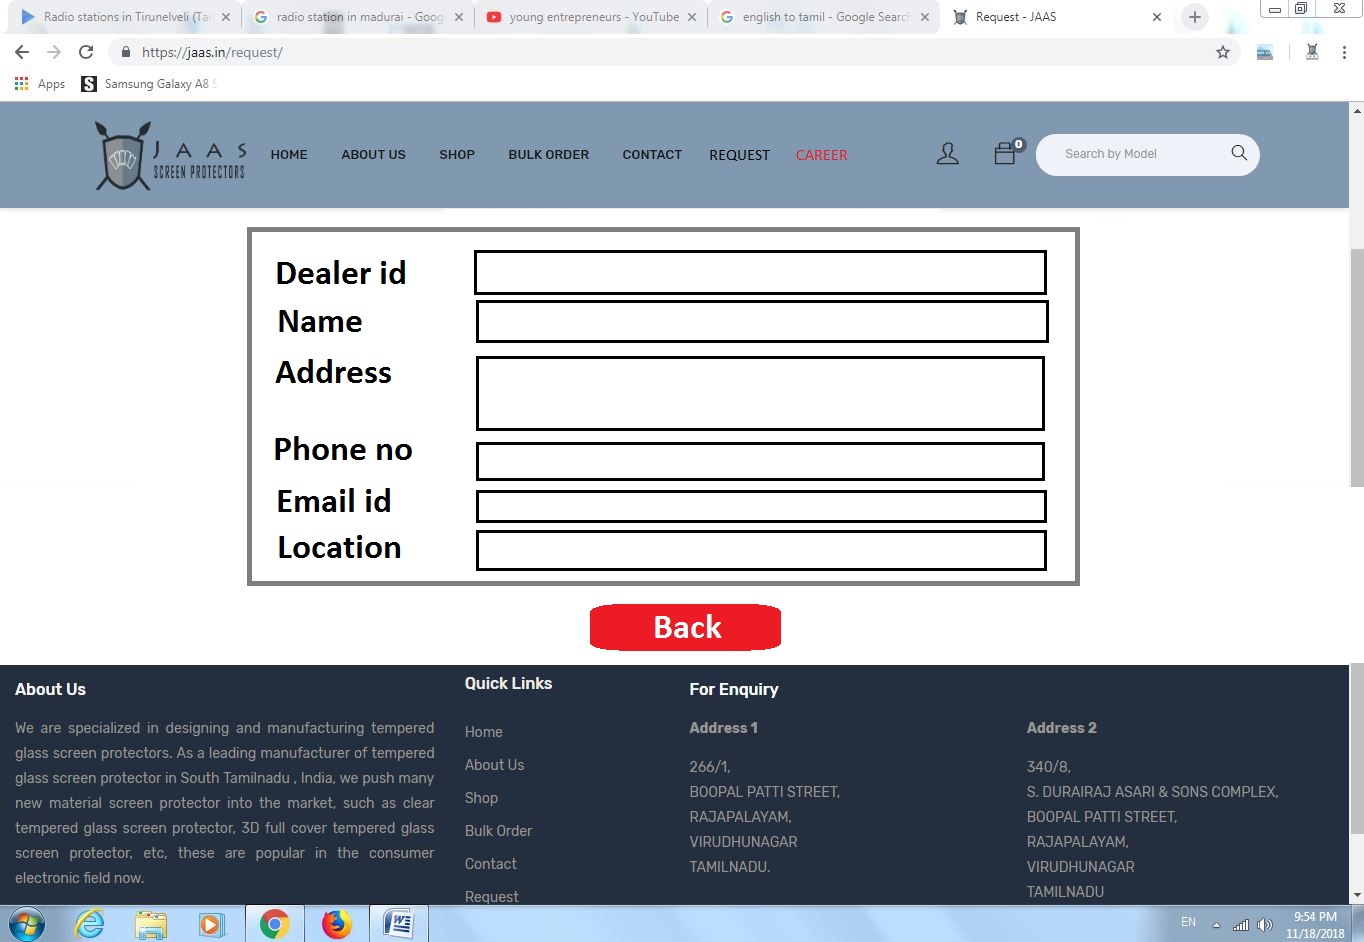 Radio stations in Tirunelveli (Tar
radio station in madurai - Goog
young entrepreneurs - YouTube
english to tamil - Google Search
Request - JAAS
https://jaas.in/request/
Apps
Samsung Galaxy A8 S
JAAS
SCREEN PROTECTORS
HOME
ABOUT US
SHOP
BULK ORDER
CONTACT
REQUEST
CAREER
0
Search by Model
Dealer id
Name
Address
Phone no
Email id
Location
Back
About Us
We are specialized in designing and manufacturing tempered
glass screen protectors. As a leading manufacturer of tempered
glass screen protector in South Tamilnadu , India, we push many
new material screen protector into the market, such as clear
tempered glass screen protector, 3D full cover tempered glass
screen protector, etc, these are popular in the consumer
electronic field now.
Quick Links
Home
About Us
Shop
Bulk Order
Contact
Request
For Enquiry
Address 1
266/1,
BOOPAL PATTI STREET,
RAJAPALAYAM,
VIRUDHUNAGAR
TAMILNADU.
Address 2
340/8,
S. DURAIRAJ ASARI & SONS COMPLEX,
BOOPAL PATTI STREET,
RAJAPALAYAM,
VIRUDHUNAGAR
TAMILNADU
EN
9:54 PM
11/18/2018